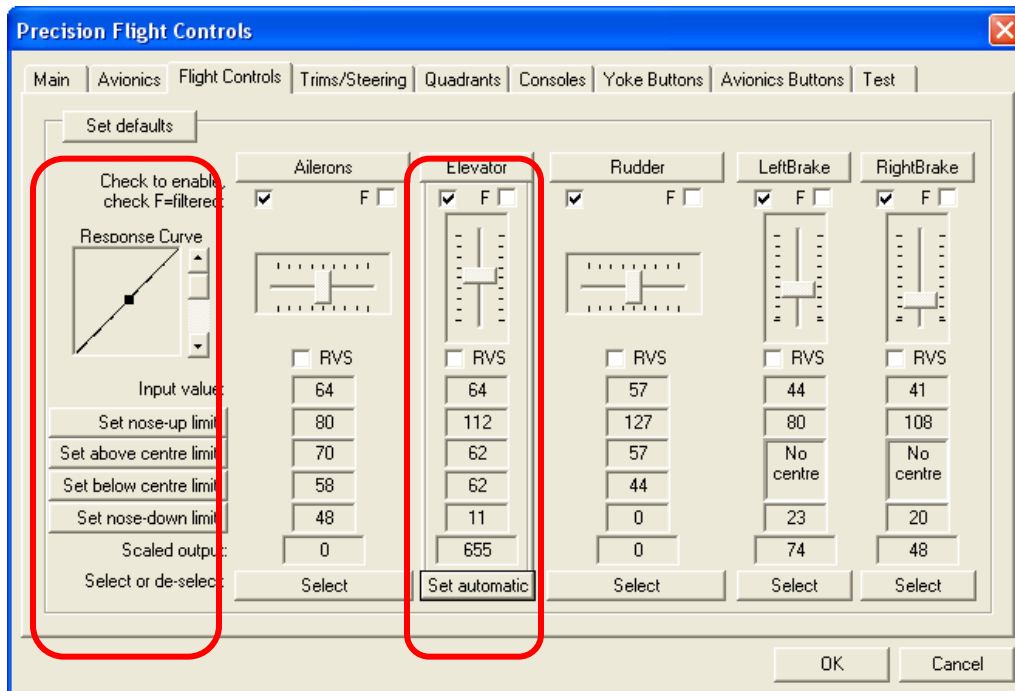 Precision Flight Controls
Main Avionics Flight Controls Trims/Steering Quadrants Consoles Yoke Buttons Avionics Buttons Test
Set defaults
Ailerons Elevator Rudder LeftBrake RightBrake
Check to enable,
check F=filtered: F F F F F
Response Curve
RVS RVS RVS RVS RVS
Input value: 64 64 57 44 41
Set nose-up limit 80 112 127 80 108
Set above centre limit 70 62 57 No centre No centre
Set below centre limit 58 62 44
Set nose-down limit 48 11 0 23 20
Scaled output: 0 655 0 74 48
Select or de-select: Select Set automatic Select Select Select
OK Cancel